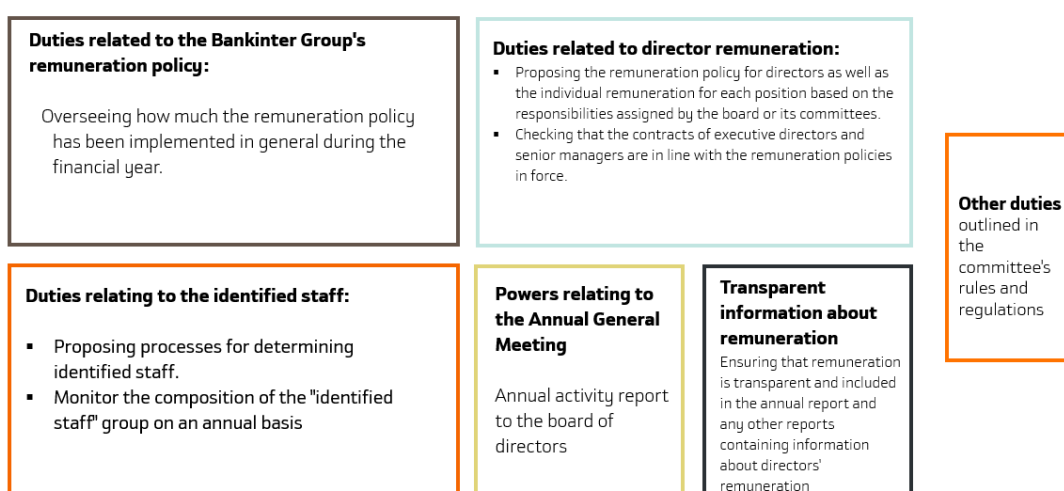 Duties related to the Bankinter Group's
remuneration policy:
Overseeing how much the remuneration policy
has been implemented in general during the
financial year.
Duties related to director remuneration:
▪ Proposing the remuneration policy for directors as well as
the individual remuneration for each position based on the
responsibilities assigned by the board or its committees.
▪ Checking that the contracts of executive directors and
senior managers are in line with the remuneration policies
in force.
Other duties
outlined in
the
committee's
rules and
regulations
Duties relating to the identified staff:
▪ Proposing processes for determining
identified staff.
▪ Monitor the composition of the "identified
staff" group on an annual basis
Powers relating to
the Annual General
Meeting
Annual activity report
to the board of
directors
Transparent
information about
remuneration
Ensuring that remuneration
is transparent and included
in the annual report and
any other reports
containing information
about directors'
remuneration